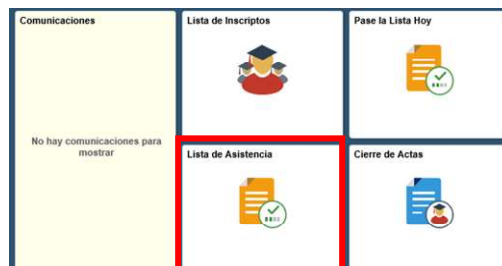 Comunicaciones
Lista de Inscriptos
Pase la Lista Hoy
No hay comunicaciones para
mostrar
Lista de Asistencia
Cierre de Actas